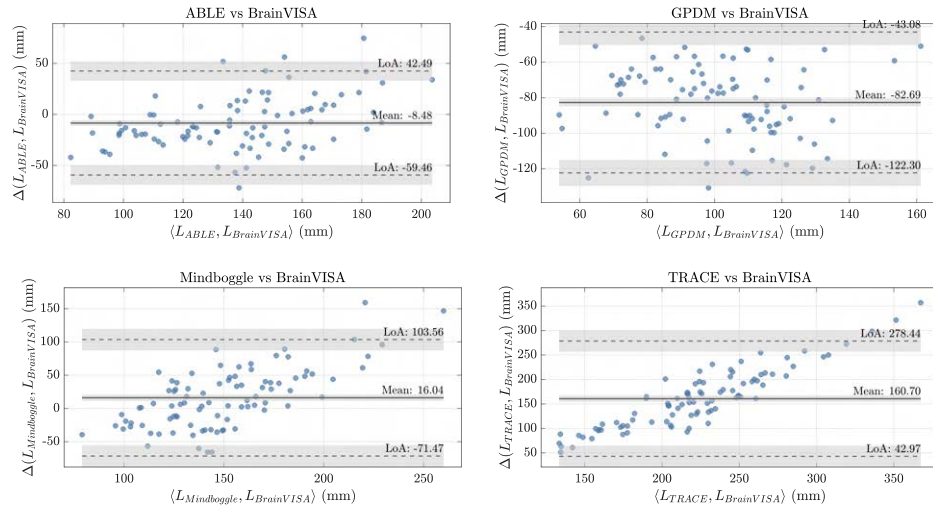 ABLE vs BrainVISA
Δ(L_ABLE, L_BrainVISA) (mm)
50
0
-50
LoA: 42.49
Mean: -8.48
LoA: -59.46
80 100 120 140 160 180 200
⟨L_ABLE, L_BrainVISA⟩ (mm)
GPDM vs BrainVISA
Δ(L_GPDM, L_BrainVISA) (mm)
-40
-60
-80
-100
-120
LoA: -43.08
Mean: -82.69
LoA: -122.30
60 80 100 120 140 160
⟨L_GPDM, L_BrainVISA⟩ (mm)
Mindboggle vs BrainVISA
Δ(L_Mindboggle, L_BrainVISA) (mm)
150
100
50
0
-50
LoA: 103.56
Mean: 16.04
LoA: -71.47
100 150 200 250
⟨L_Mindboggle, L_BrainVISA⟩ (mm)
TRACE vs BrainVISA
Δ(L_TRACE, L_BrainVISA) (mm)
350
300
250
200
150
100
50
LoA: 278.44
Mean: 160.70
LoA: 42.97
150 200 250 300 350
⟨L_TRACE, L_BrainVISA⟩ (mm)